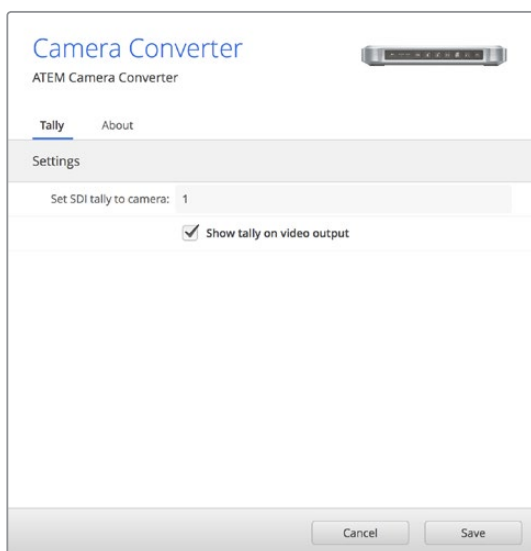 Camera Converter
ATEM Camera Converter
Tally About
Settings
Set SDI tally to camera: 1
Show tally on video output
Cancel Save